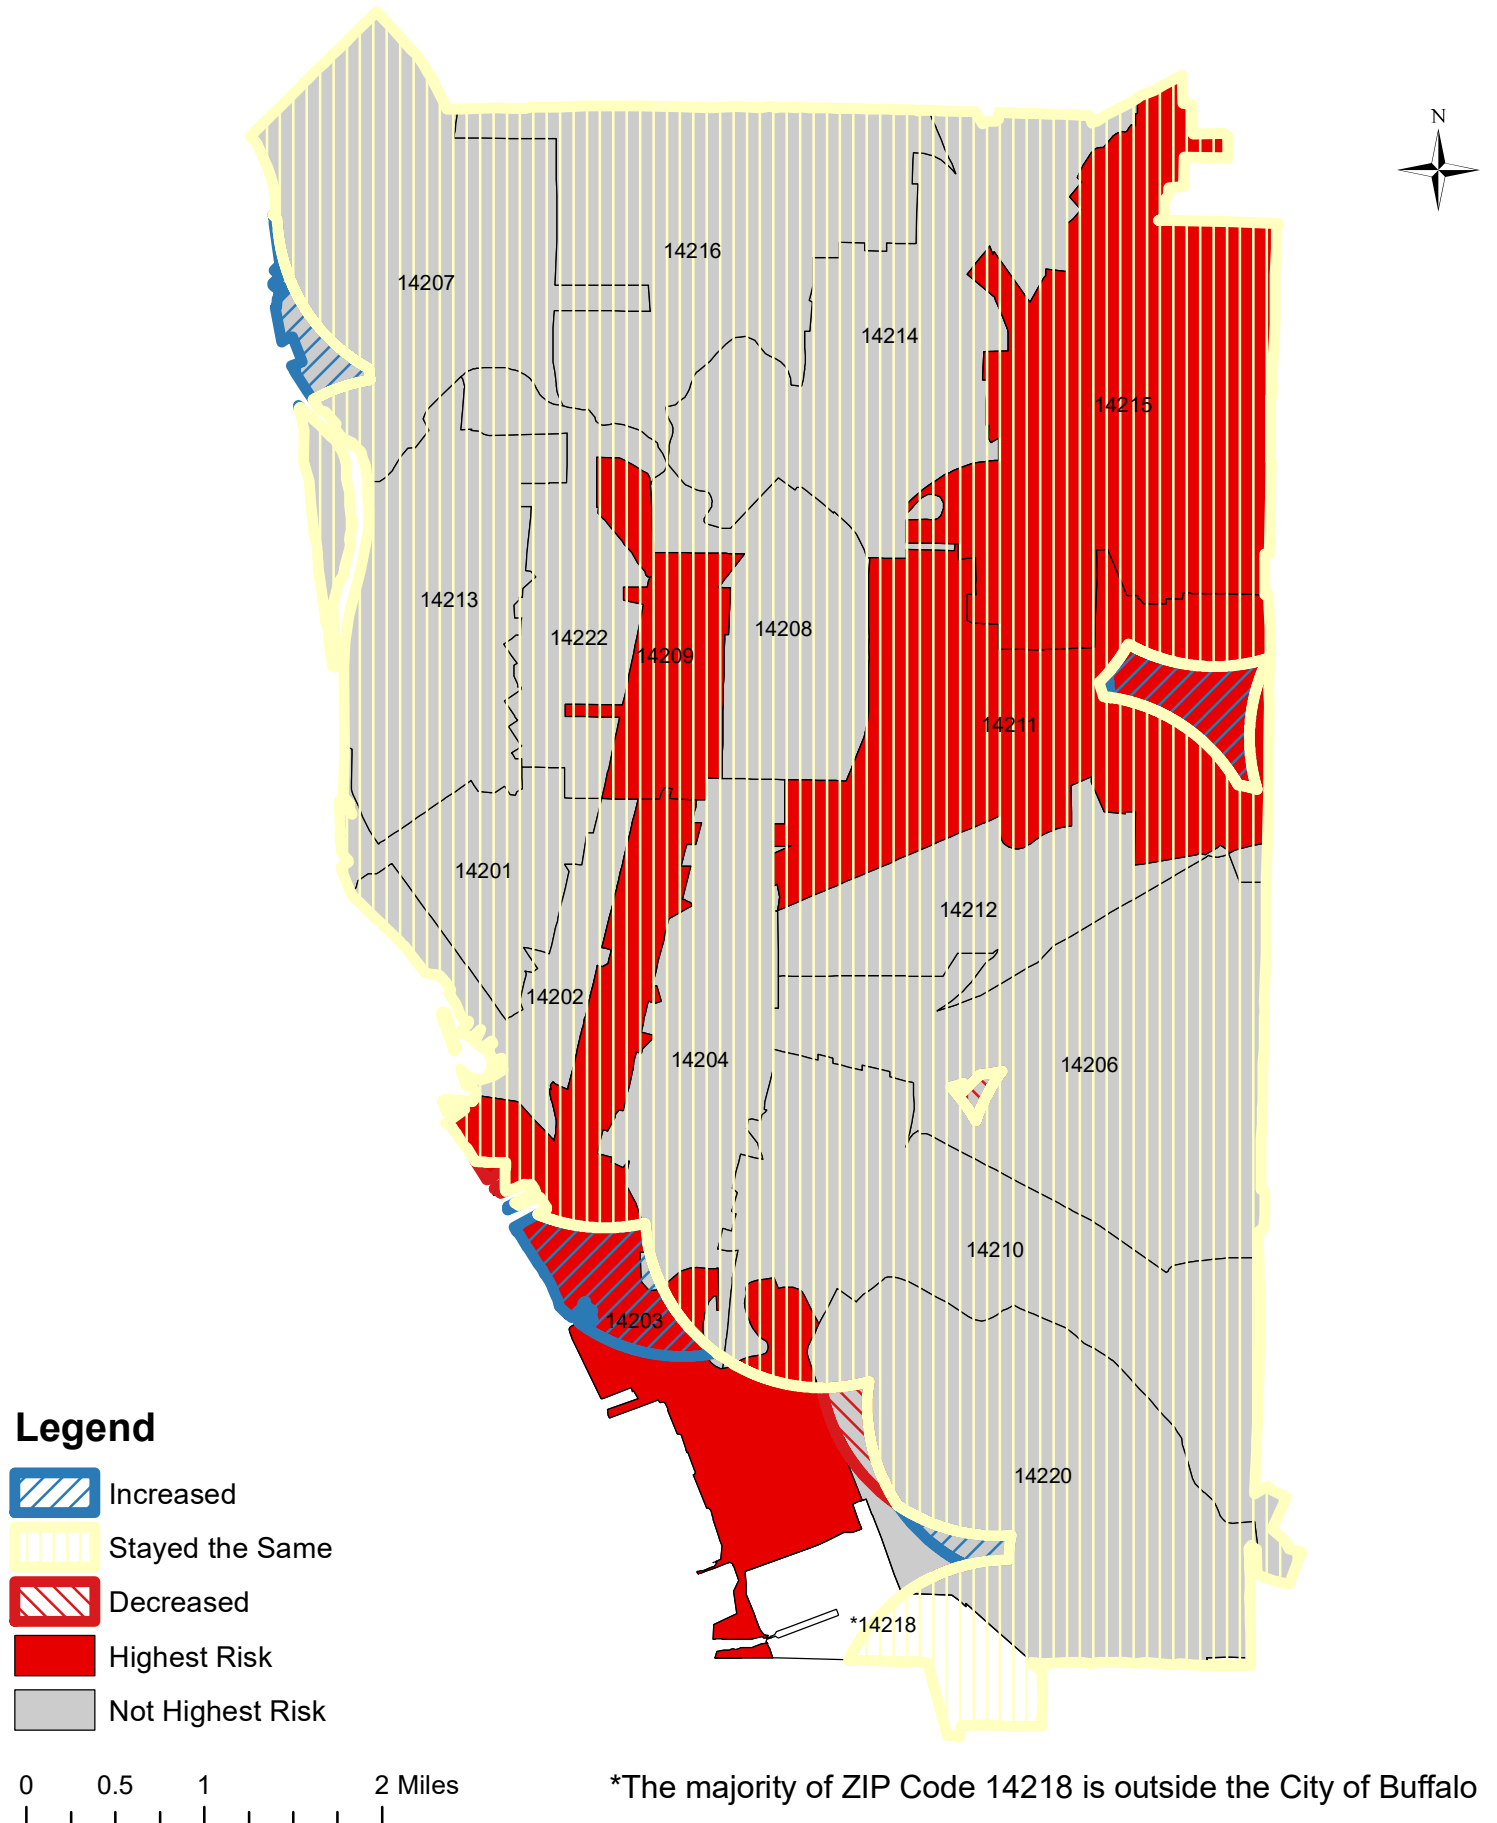 N
14216
14207
14214
14215
14213
14208
14222
14209
14211
14201
14212
14202
14204
14206
14210
14203
14220
*14218
Legend
Increased
Stayed the Same
Decreased
Highest Risk
Not Highest Risk
0 0.5 1 2 Miles
*The majority of ZIP Code 14218 is outside the City of Buffalo